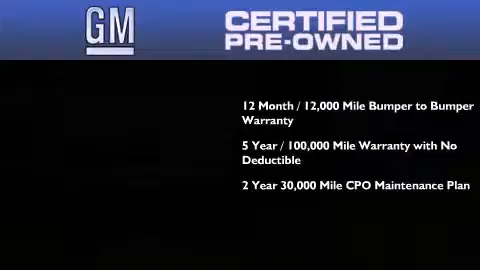 GM
CERTIFIED
PRE-OWNED
12 Month / 12,000 Mile Bumper to Bumper
Warranty
5 Year / 100,000 Mile Warranty with No
Deductible
2 Year 30,000 Mile CPO Maintenance Plan